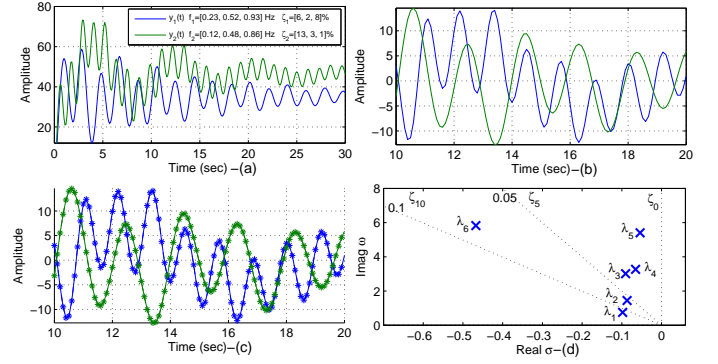 y1(t) f1=[0.23, 0.52, 0.93] Hz ζ1=[6, 2, 8]%
y2(t) f2=[0.12, 0.48, 0.86] Hz ζ2=[13, 3, 1]%
80
60
40
20
Amplitude
0 5 10 15 20 25 30
Time (sec)−(a)
10
5
0
−5
−10
Amplitude
10 12 14 16 18 20
Time (sec)−(b)
10
5
0
−5
−10
Amplitude
10 12 14 16 18 20
Time (sec)−(c)
8
6
4
2
0
Imag ω
0.1 ζ10 0.05 ζ5 ζ0
λ6 λ5
λ3 λ4
λ2
λ1
−0.6 −0.5 −0.4 −0.3 −0.2 −0.1 0
Real σ−(d)